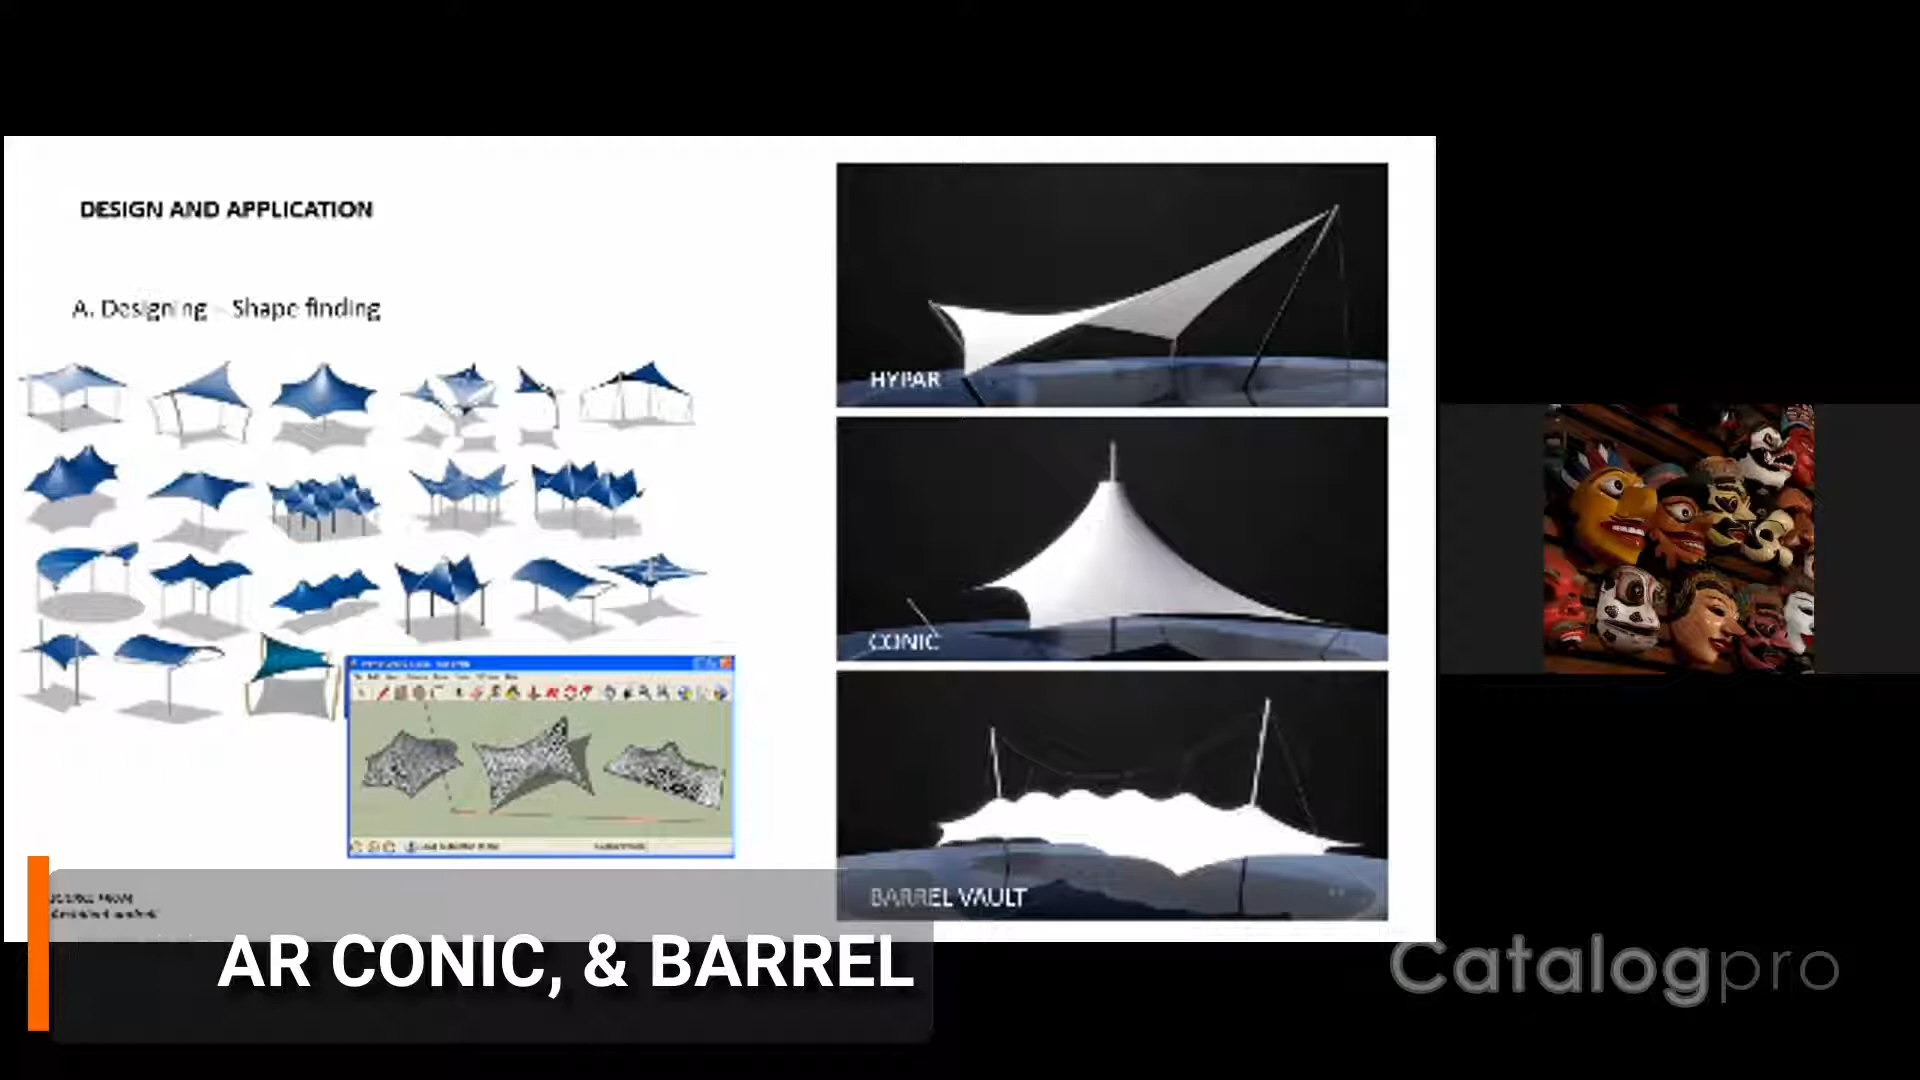 DESIGN AND APPLICATION
A. Designing – Shape finding
HYPAR
CONIC
BARREL VAULT
AR CONIC, & BARREL
Catalogpro